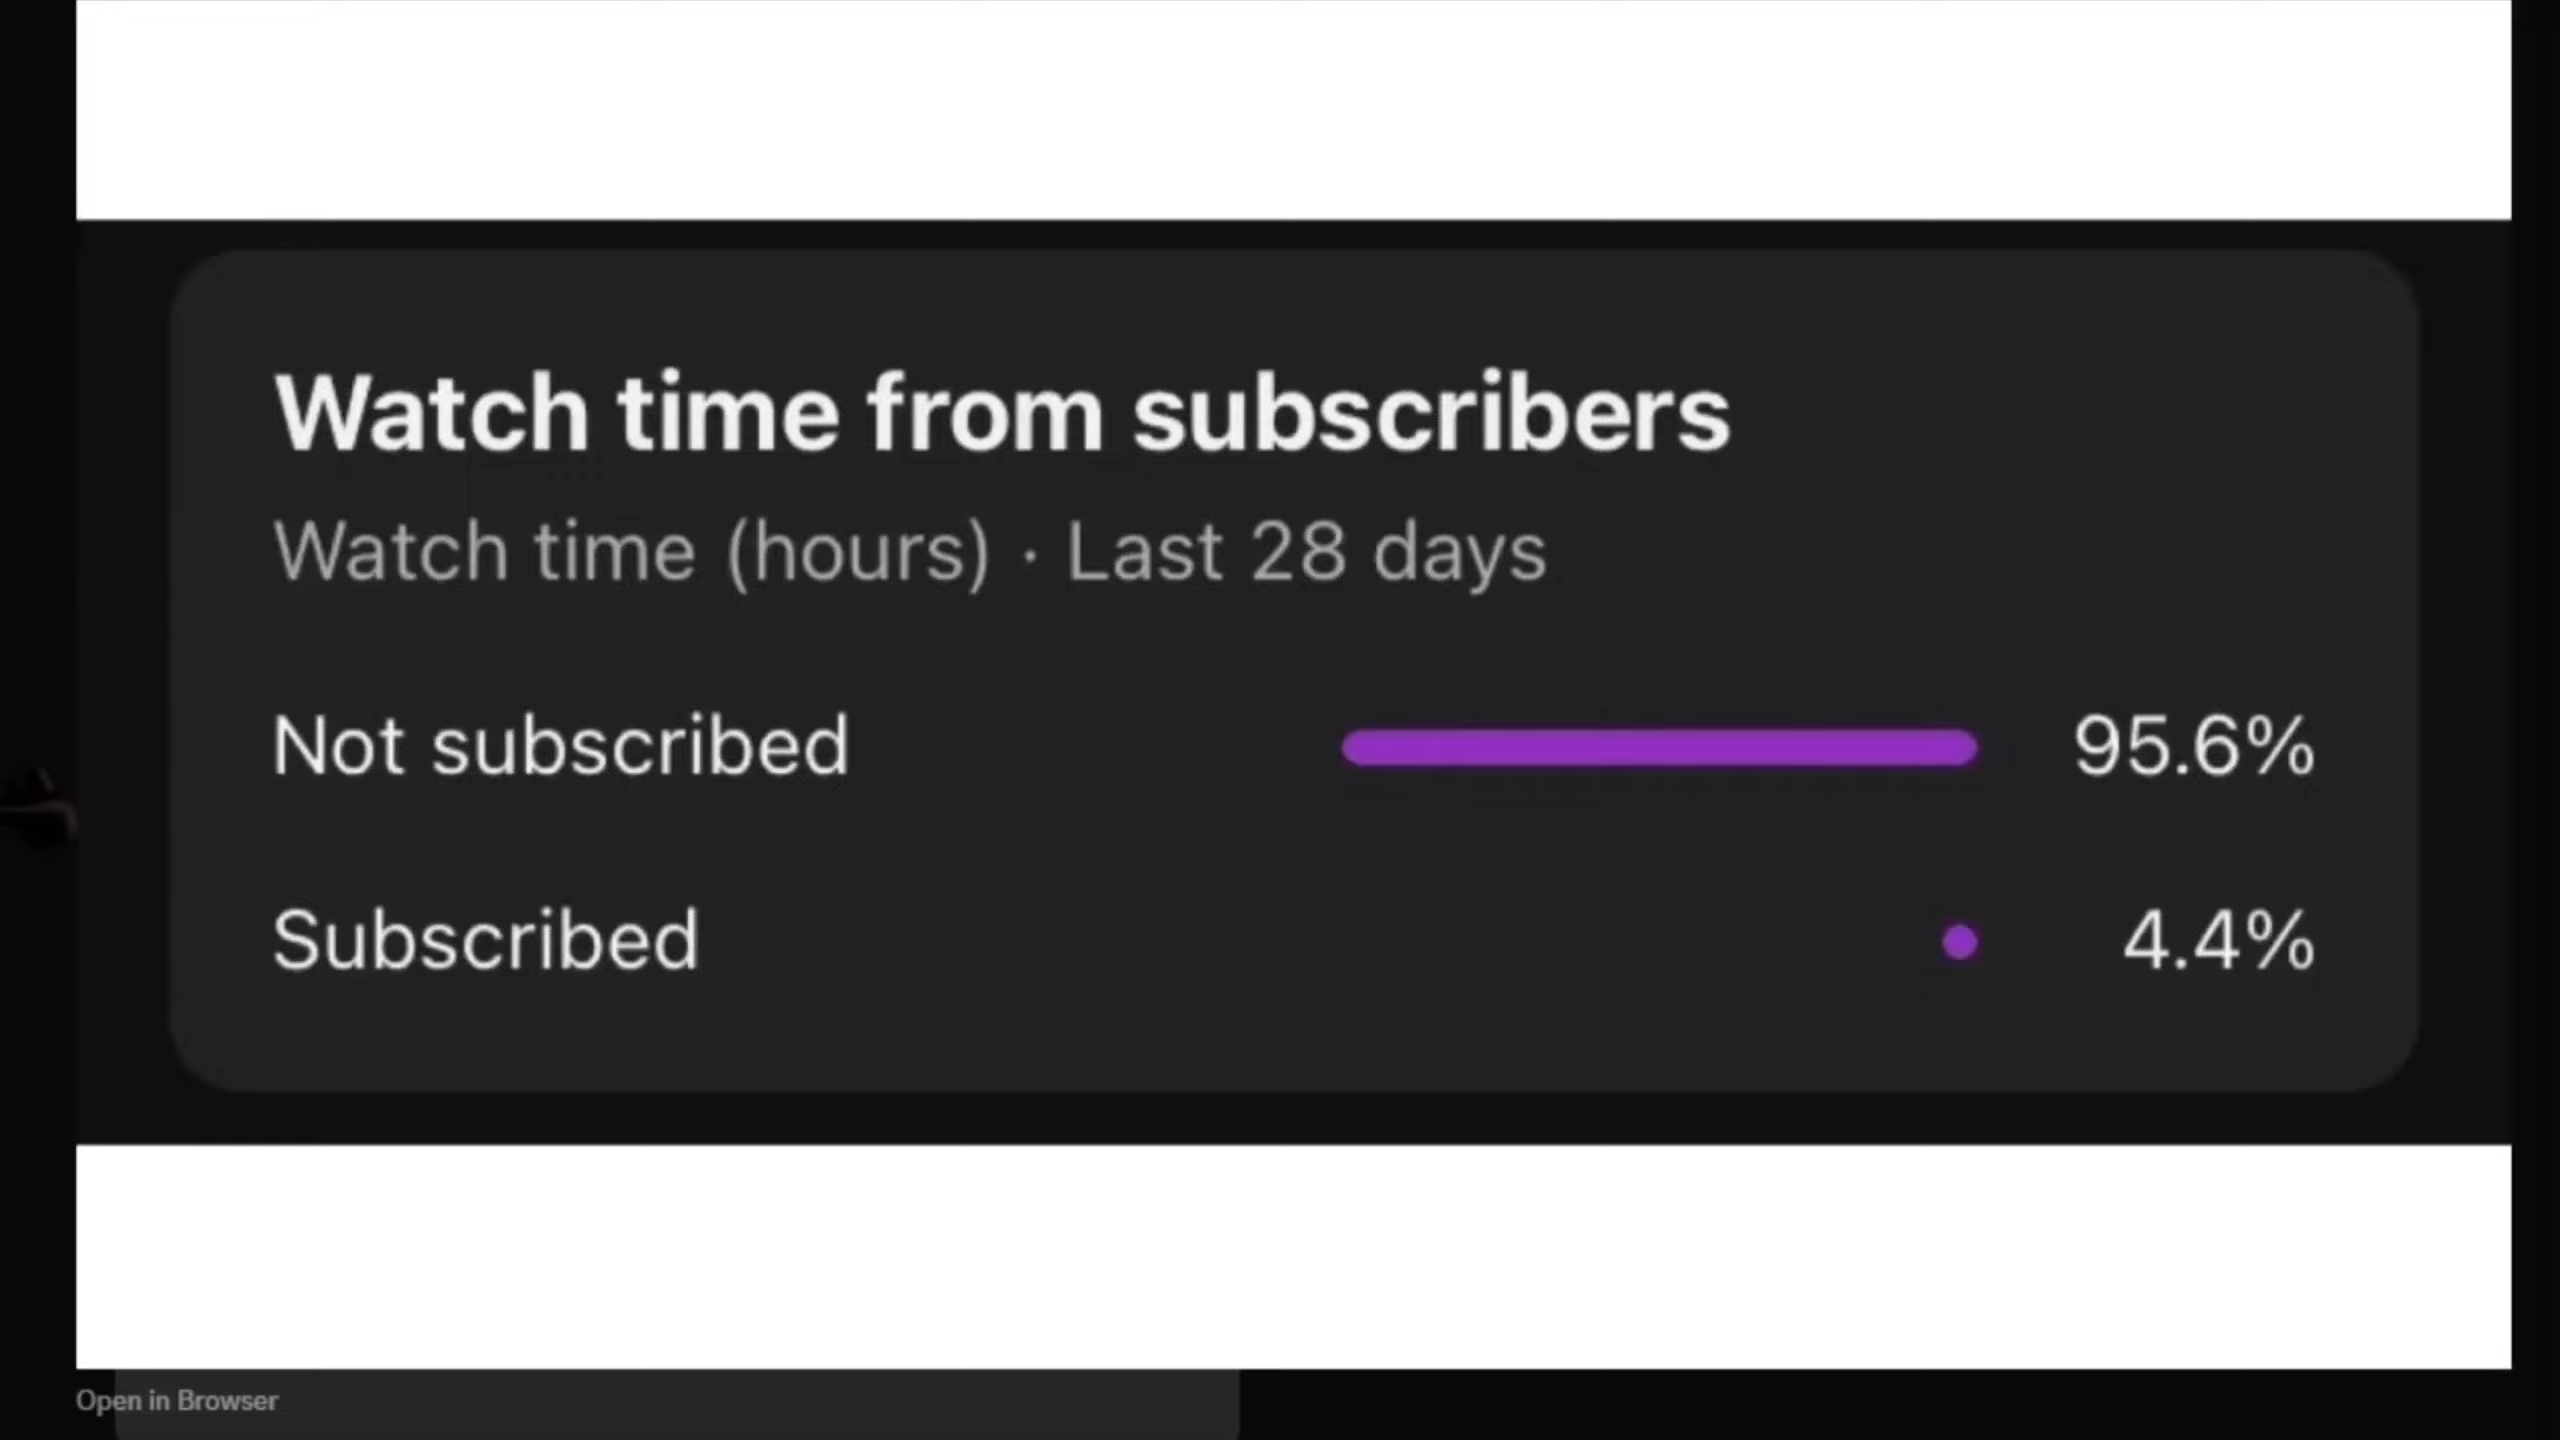 Watch time from subscribers
Watch time (hours) · Last 28 days
Not subscribed 95.6%
Subscribed 4.4%
Open in Browser